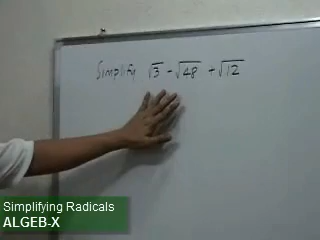 Simplify √3 - √48 + √12
Simplifying Radicals
ALGEB-X